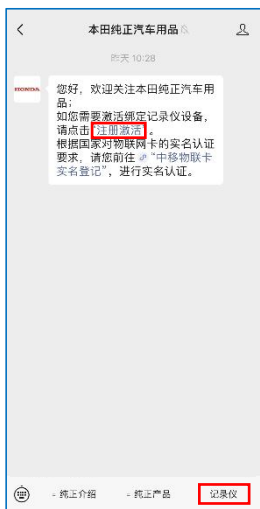 本田纯正汽车用品
昨天 10:28
HONDA
您好，欢迎关注本田纯正汽车用
品；
如您需要激活绑定记录仪设备，
请点击“注册激活”。
根据国家对物联网卡的实名认证
要求，请您前往 “中移物联卡
实名登记”，进行实名认证。
纯正介绍 纯正产品 记录仪